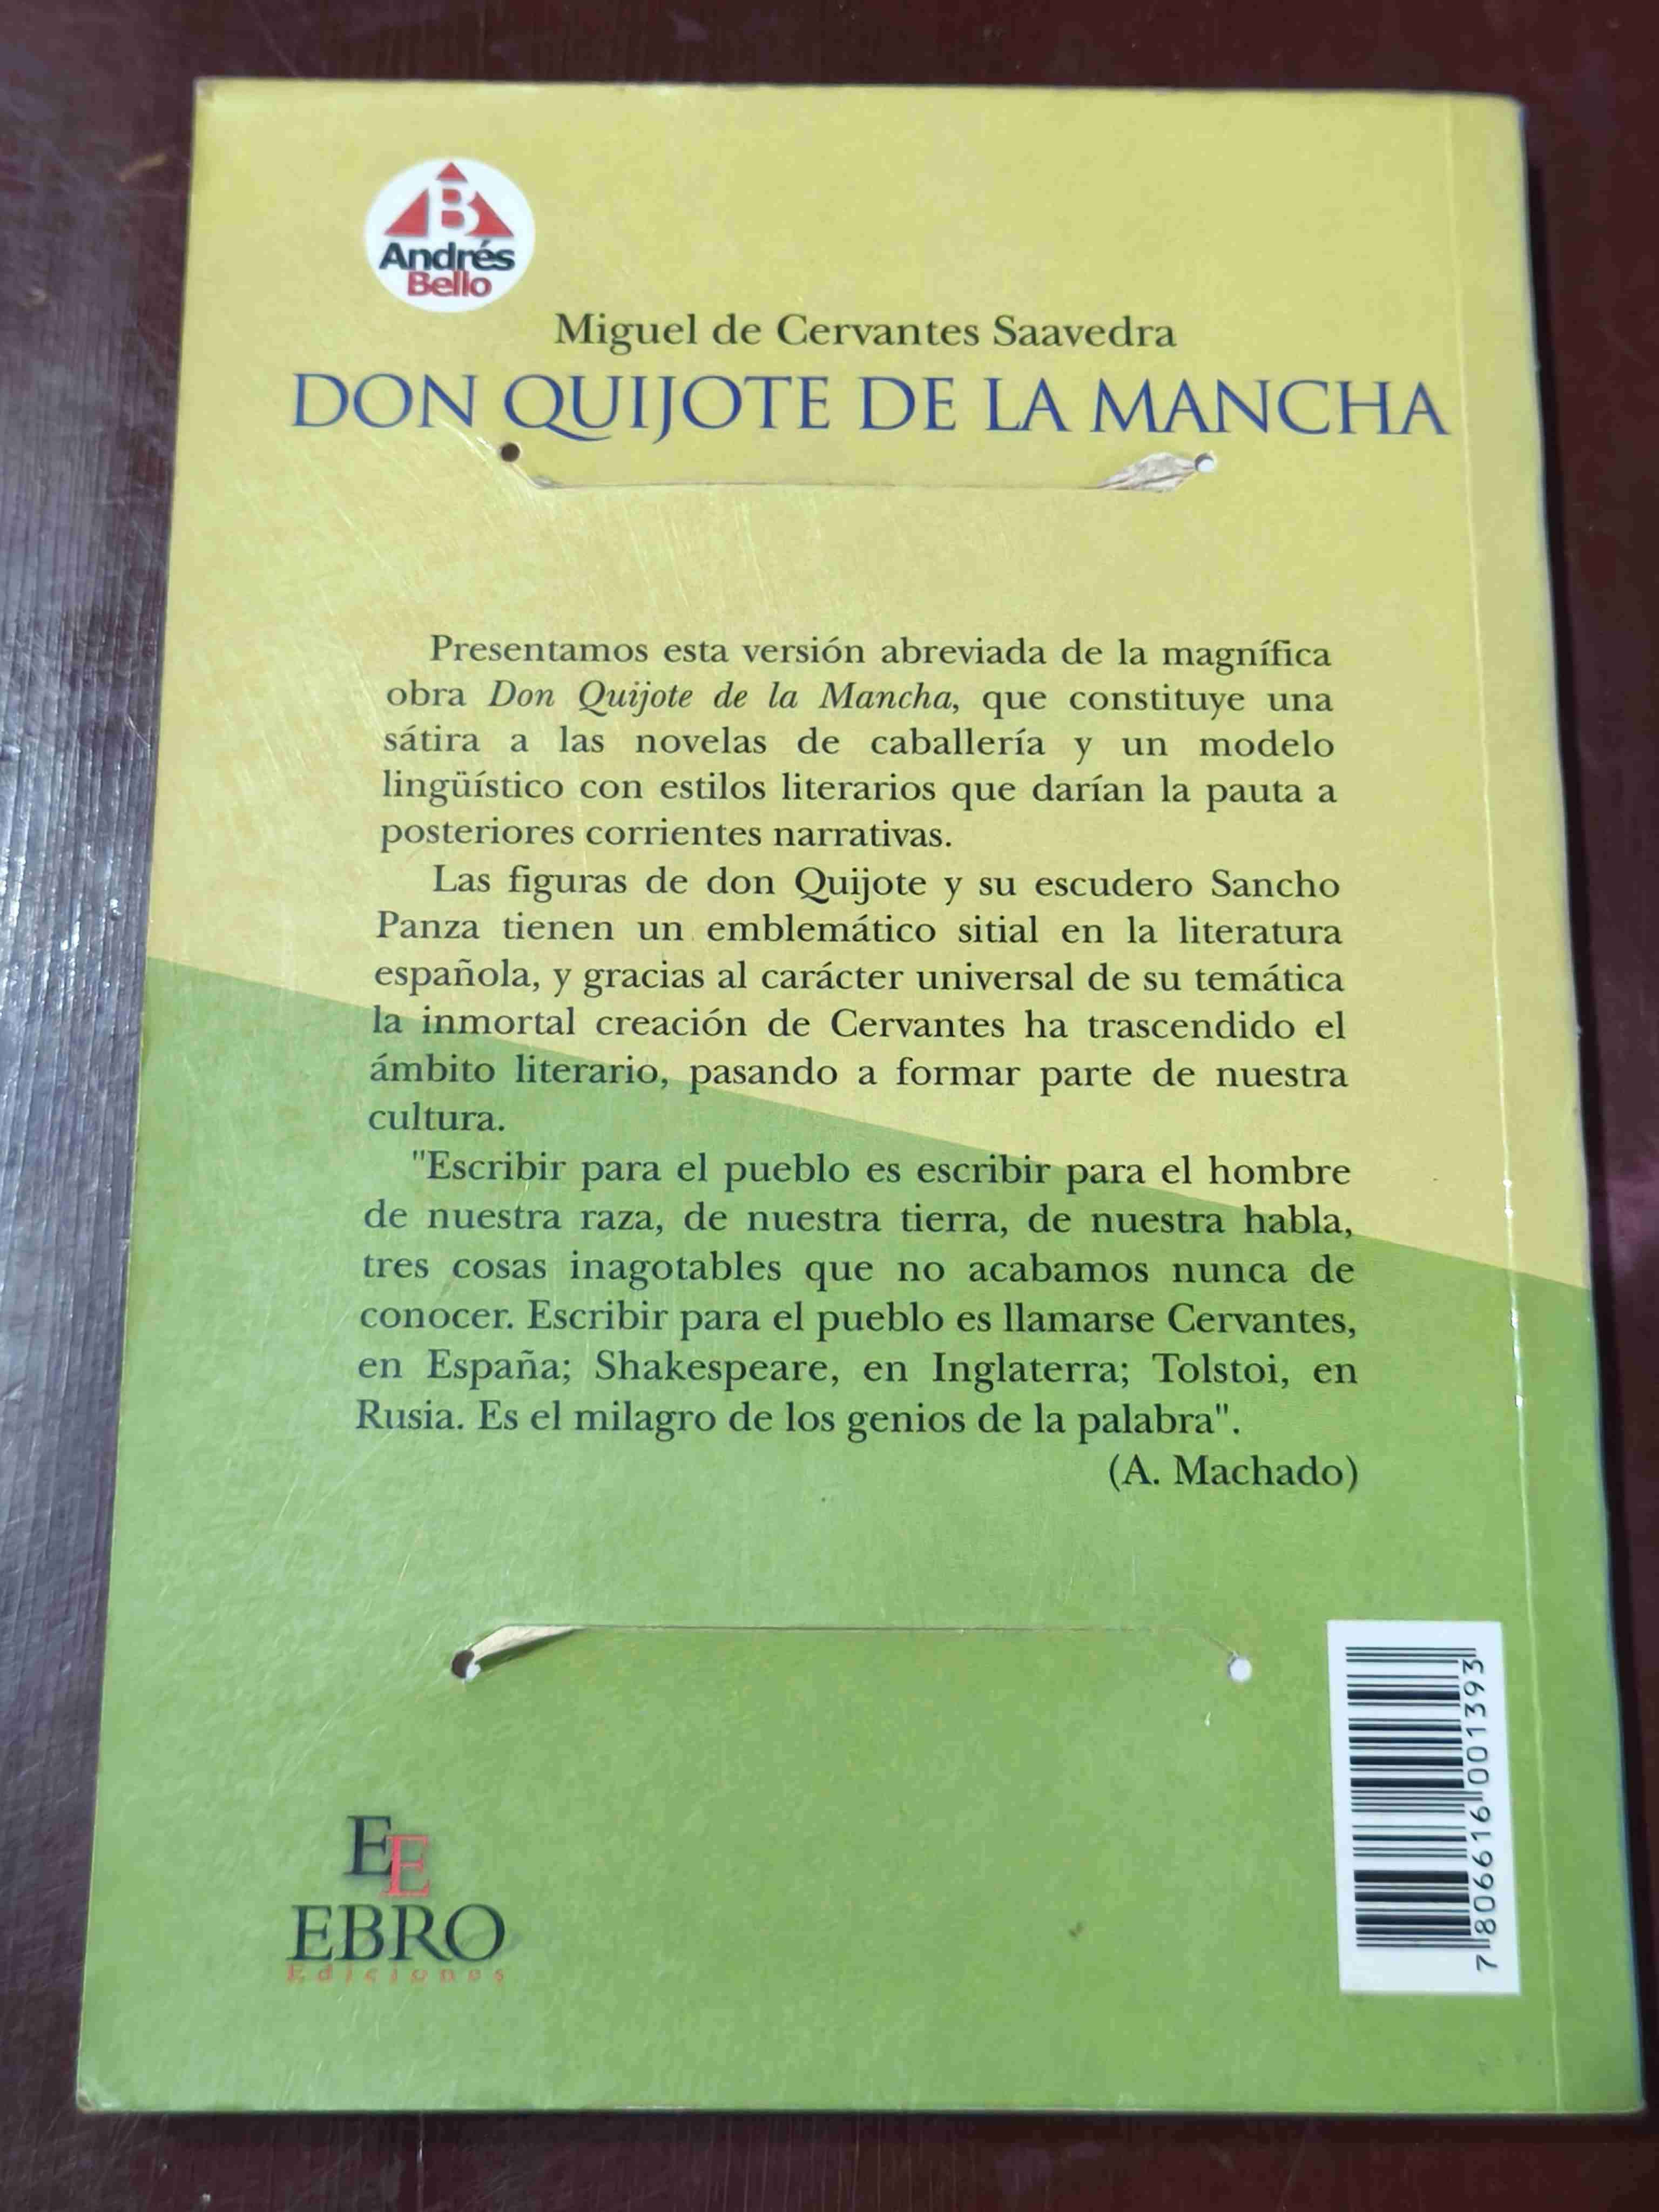 B
Andrés
Bello
Miguel de Cervantes Saavedra
DON QUIJOTE DE LA MANCHA
Presentamos esta versión abreviada de la magnífica
obra Don Quijote de la Mancha, que constituye una
sátira a las novelas de caballería y un modelo
lingüístico con estilos literarios que darían la pauta a
posteriores corrientes narrativas.
Las figuras de don Quijote y su escudero Sancho
Panza tienen un emblemático sitial en la literatura
española, y gracias al carácter universal de su temática
la inmortal creación de Cervantes ha trascendido el
ámbito literario, pasando a formar parte de nuestra
cultura.
"Escribir para el pueblo es escribir para el hombre
de nuestra raza, de nuestra tierra, de nuestra habla,
tres cosas inagotables que no acabamos nunca de
conocer. Escribir para el pueblo es llamarse Cervantes,
en España; Shakespeare, en Inglaterra; Tolstoi, en
Rusia. Es el milagro de los genios de la palabra".
(A. Machado)
7 806616 001393
EE
EBRO
Ediciones